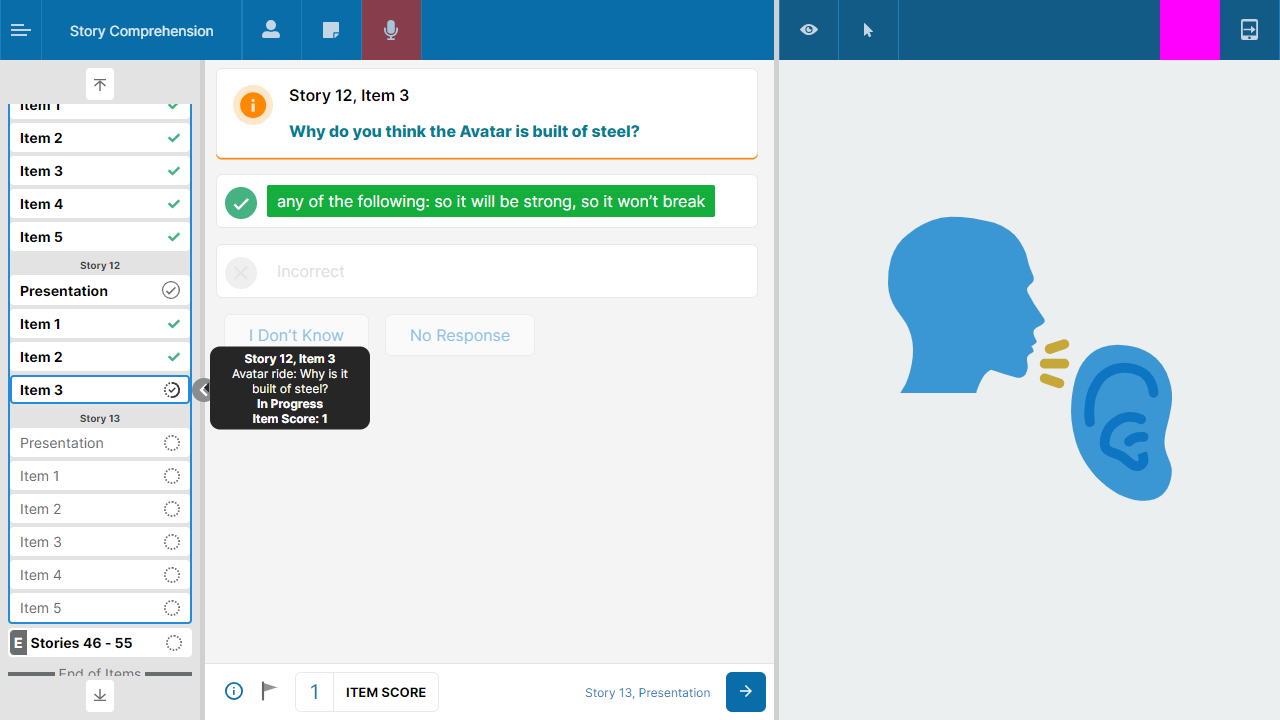 Story Comprehension
Item 1
Item 2
Item 3
Item 4
Item 5
Story 12
Presentation
Item 1
Item 2
Item 3
Story 13
Presentation
Item 1
Item 2
Item 3
Item 4
Item 5
E Stories 46 - 55
End of Items
Story 12, Item 3
Why do you think the Avatar is built of steel?
any of the following: so it will be strong, so it won’t break
Incorrect
I Don’t Know
No Response
Story 12, Item 3
Avatar ride: Why is it
built of steel?
In Progress
Item Score: 1
1 ITEM SCORE
Story 13, Presentation